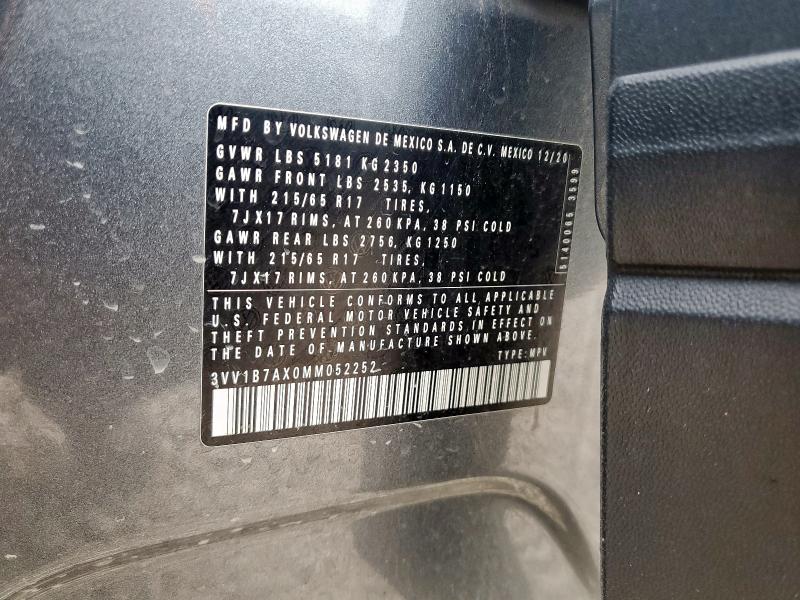 MFD BY VOLKSWAGEN DE MEXICO S.A. DE C.V. MEXICO 12/20
GVWR LBS 5181 KG 2350
GAWR FRONT LBS 2535, KG 1150
WITH 215/65 R17 TIRES,
7JX17 RIMS, AT 260 KPA, 38 PSI COLD
GAWR REAR LBS 2756, KG 1250
WITH 215/65 R17 TIRES,
7JX17 RIMS, AT 260 KPA, 38 PSI COLD
5140065 3599
THIS VEHICLE CONFORMS TO ALL APPLICABLE
U.S. FEDERAL MOTOR VEHICLE SAFETY AND
THEFT PREVENTION STANDARDS IN EFFECT ON
THE DATE OF MANUFACTURE SHOWN ABOVE.
TYPE: MPV
3VV1B7AX0MM052252